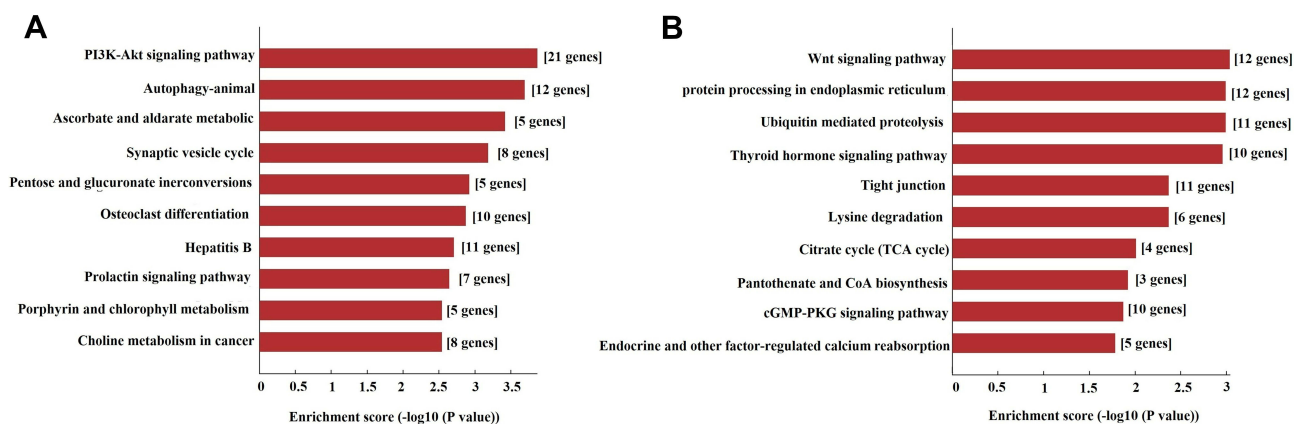 A
PI3K-Akt signaling pathway [21 genes]
Autophagy-animal [12 genes]
Ascorbate and aldarate metabolic [5 genes]
Synaptic vesicle cycle [8 genes]
Pentose and glucuronate inerconversions [5 genes]
Osteoclast differentiation [10 genes]
Hepatitis B [11 genes]
Prolactin signaling pathway [7 genes]
Porphyrin and chlorophyll metabolism [5 genes]
Choline metabolism in cancer [8 genes]
0 0.5 1 1.5 2 2.5 3 3.5
Enrichment score (-log10 (P value))
B
Wnt signaling pathway [12 genes]
protein processing in endoplasmic reticulum [12 genes]
Ubiquitin mediated proteolysis [11 genes]
Thyroid hormone signaling pathway [10 genes]
Tight junction [11 genes]
Lysine degradation [6 genes]
Citrate cycle (TCA cycle) [4 genes]
Pantothenate and CoA biosynthesis [3 genes]
cGMP-PKG signaling pathway [10 genes]
Endocrine and other factor-regulated calcium reabsorption [5 genes]
0 0.5 1 1.5 2 2.5 3
Enrichment score (-log10 (P value))